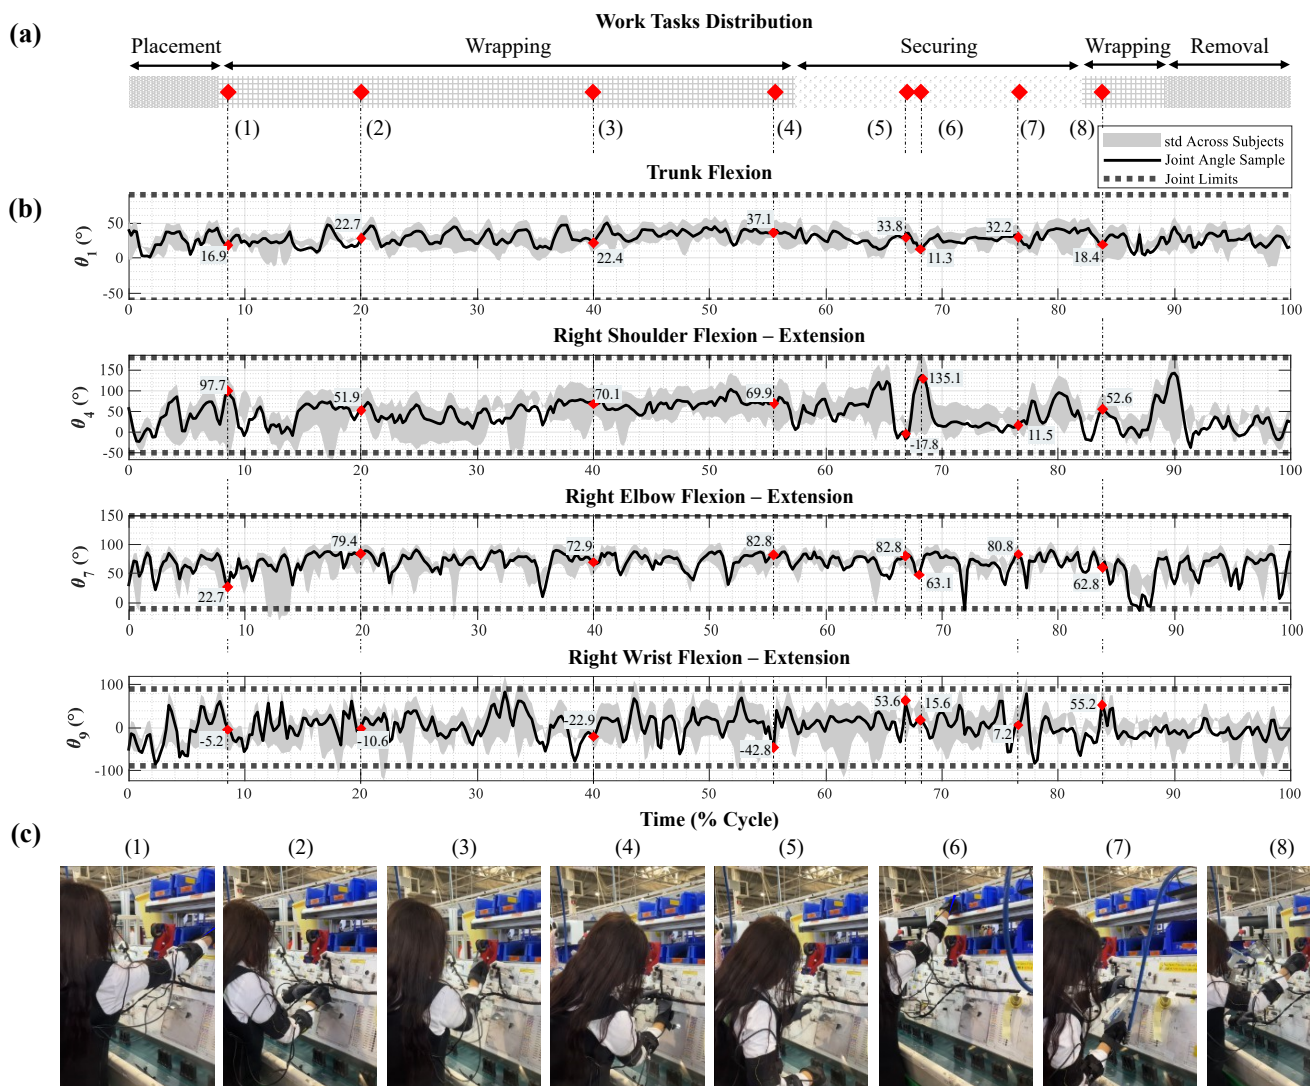 (a)
Work Tasks Distribution
Placement Wrapping Securing Wrapping Removal
(1) (2) (3) (4) (5) (6) (7) (8)
std Across Subjects
Joint Angle Sample
Joint Limits
(b)
Trunk Flexion
θ1 (°)
50
0
-50
16.9 22.7 22.4 37.1 33.8 11.3 32.2 18.4
0 10 20 30 40 50 60 70 80 90 100
Right Shoulder Flexion – Extension
θ4 (°)
150
100
50
0
-50
97.7 51.9 70.1 69.9 -17.8 135.1 11.5 52.6
0 10 20 30 40 50 60 70 80 90 100
Right Elbow Flexion – Extension
θ7 (°)
150
100
50
0
22.7 79.4 72.9 82.8 82.8 63.1 80.8 62.8
0 10 20 30 40 50 60 70 80 90 100
Right Wrist Flexion – Extension
θ9 (°)
100
0
-100
-5.2 -10.6 -22.9 -42.8 53.6 15.6 7.2 55.2
0 10 20 30 40 50 60 70 80 90 100
Time (% Cycle)
(c)
(1) (2) (3) (4) (5) (6) (7) (8)